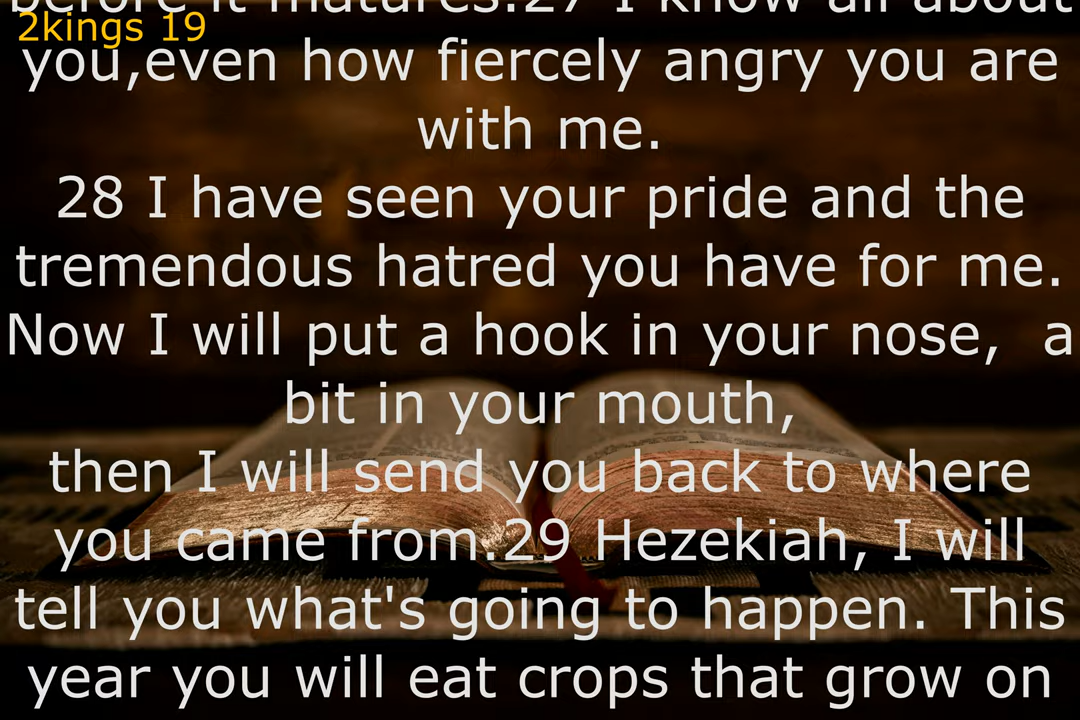 before it matures.27 I know all about
2kings 19
you,even how fiercely angry you are
with me.
28 I have seen your pride and the
tremendous hatred you have for me.
Now I will put a hook in your nose,  a
bit in your mouth,
then I will send you back to where
you came from.29 Hezekiah, I will
tell you what's going to happen. This
year you will eat crops that grow on